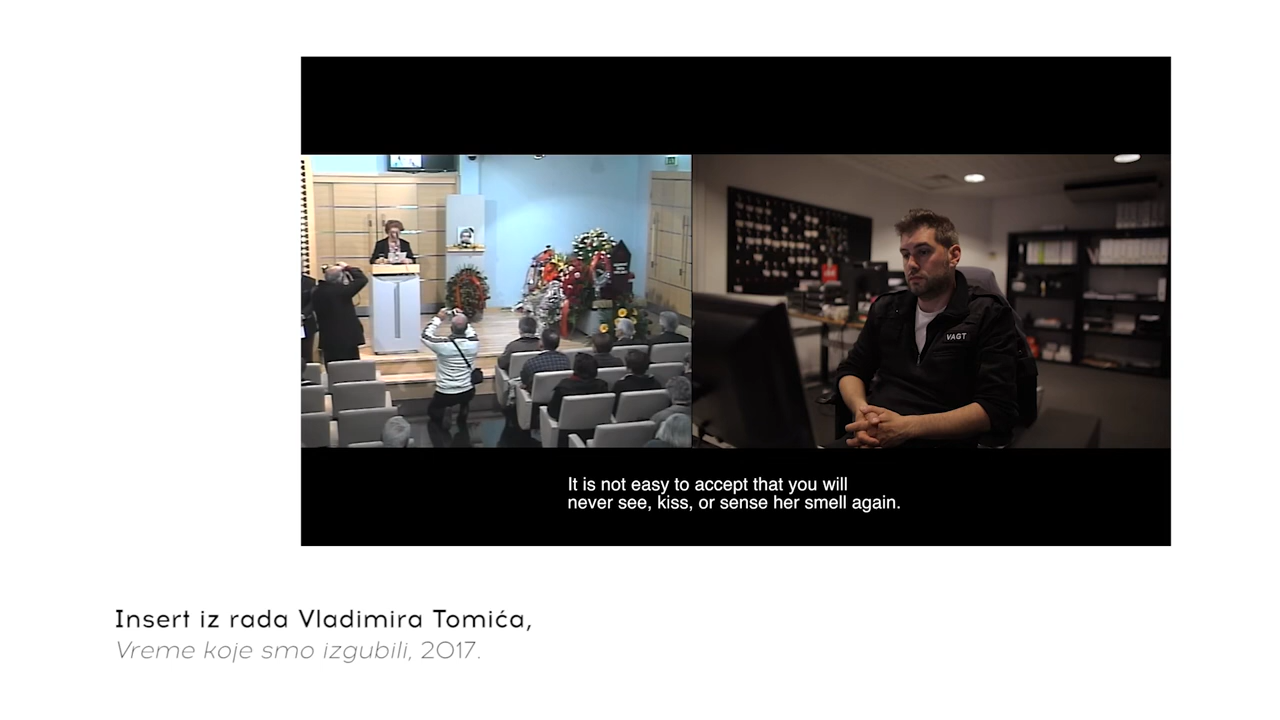 VAGT
It is not easy to accept that you will
never see, kiss, or sense her smell again.
Insert iz rada Vladimira Tomića,
Vreme koje smo izgubili, 2017.